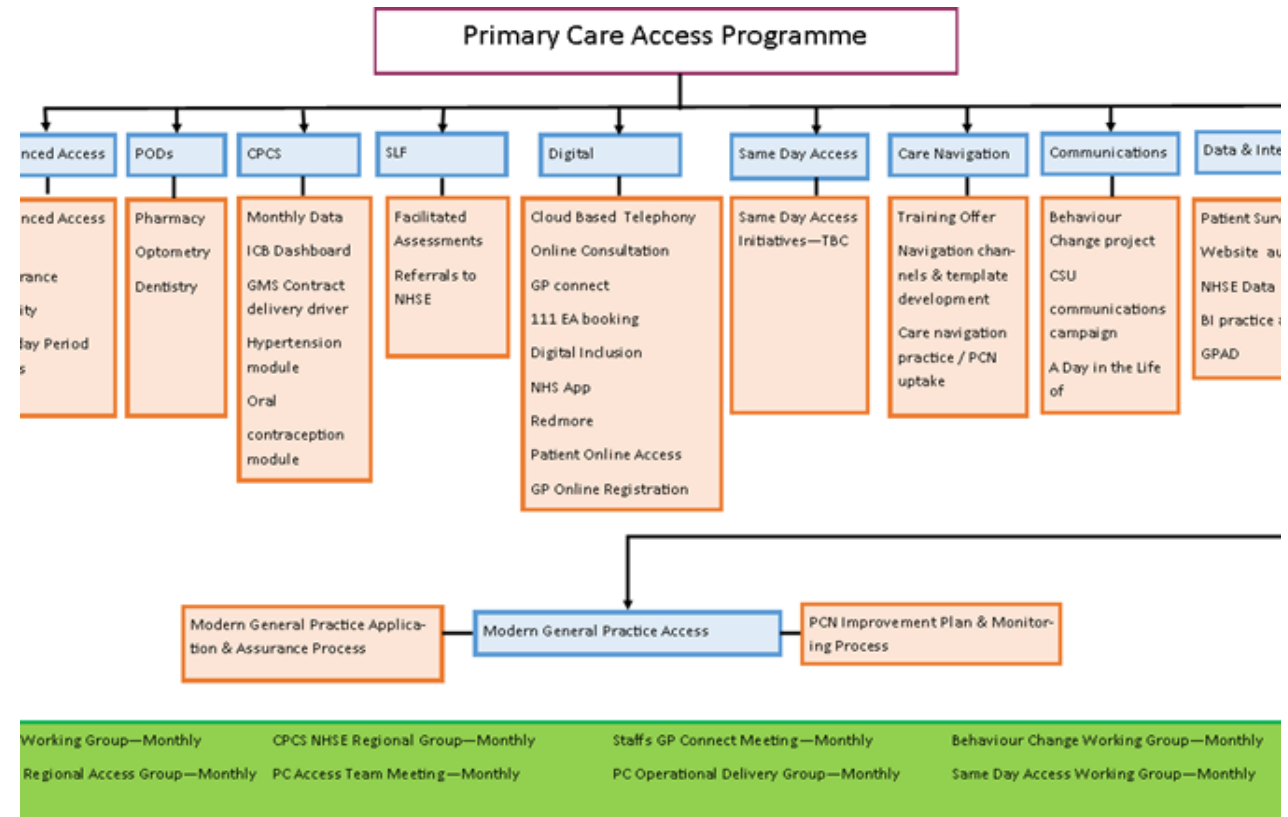 Primary Care Access Programme
nced Access
PODs
CPCS
SLF
Digital
Same Day Access
Care Navigation
Communications
Data & Inte
nced Access
rance
ity
day Period
s
Pharmacy
Optometry
Dentistry
Monthly Data
ICB Dashboard
GMS Contract
delivery driver
Hypertension
module
Oral
contraception
module
Facilitated
Assessments
Referrals to
NHSE
Cloud Based Telephony
Online Consultation
GP connect
111 EA booking
Digital Inclusion
NHS App
Redmore
Patient Online Access
GP Online Registration
Same Day Access
Initiatives—TBC
Training Offer
Navigation chan-
nels & template
development
Care navigation
practice / PCN
uptake
Behaviour
Change project
CSU
communications
campaign
A Day in the Life
of
Patient Surv
Website au
NHSE Data
BI practice a
GPAD
Modern General Practice Applica-
tion & Assurance Process
Modern General Practice Access
PCN Improvement Plan & Monitor-
ing Process
Working Group—Monthly
CPCS NHSE Regional Group—Monthly
Staffs GP Connect Meeting—Monthly
Behaviour Change Working Group—Monthly
Regional Access Group—Monthly
PC Access Team Meeting—Monthly
PC Operational Delivery Group—Monthly
Same Day Access Working Group—Monthly